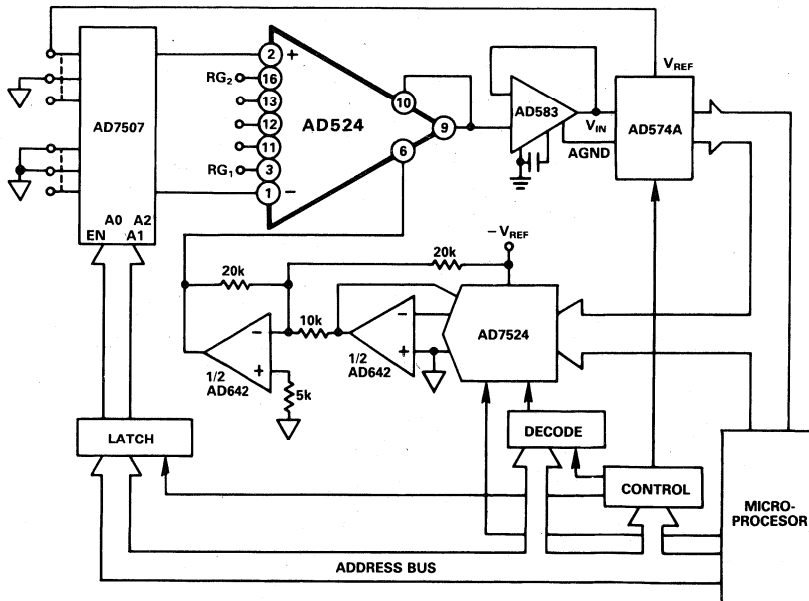 VREF
AD7507
A0 A2
EN A1
2
+
RG2
16
13
12
11
RG1
3
1
−
AD524
10
9
6
AD583
VIN
AGND
AD574A
− VREF
20k
20k
10k
−
+
1/2
AD642
5k
−
+
1/2
AD642
AD7524
LATCH
DECODE
CONTROL
MICRO-
PROCESOR
ADDRESS BUS